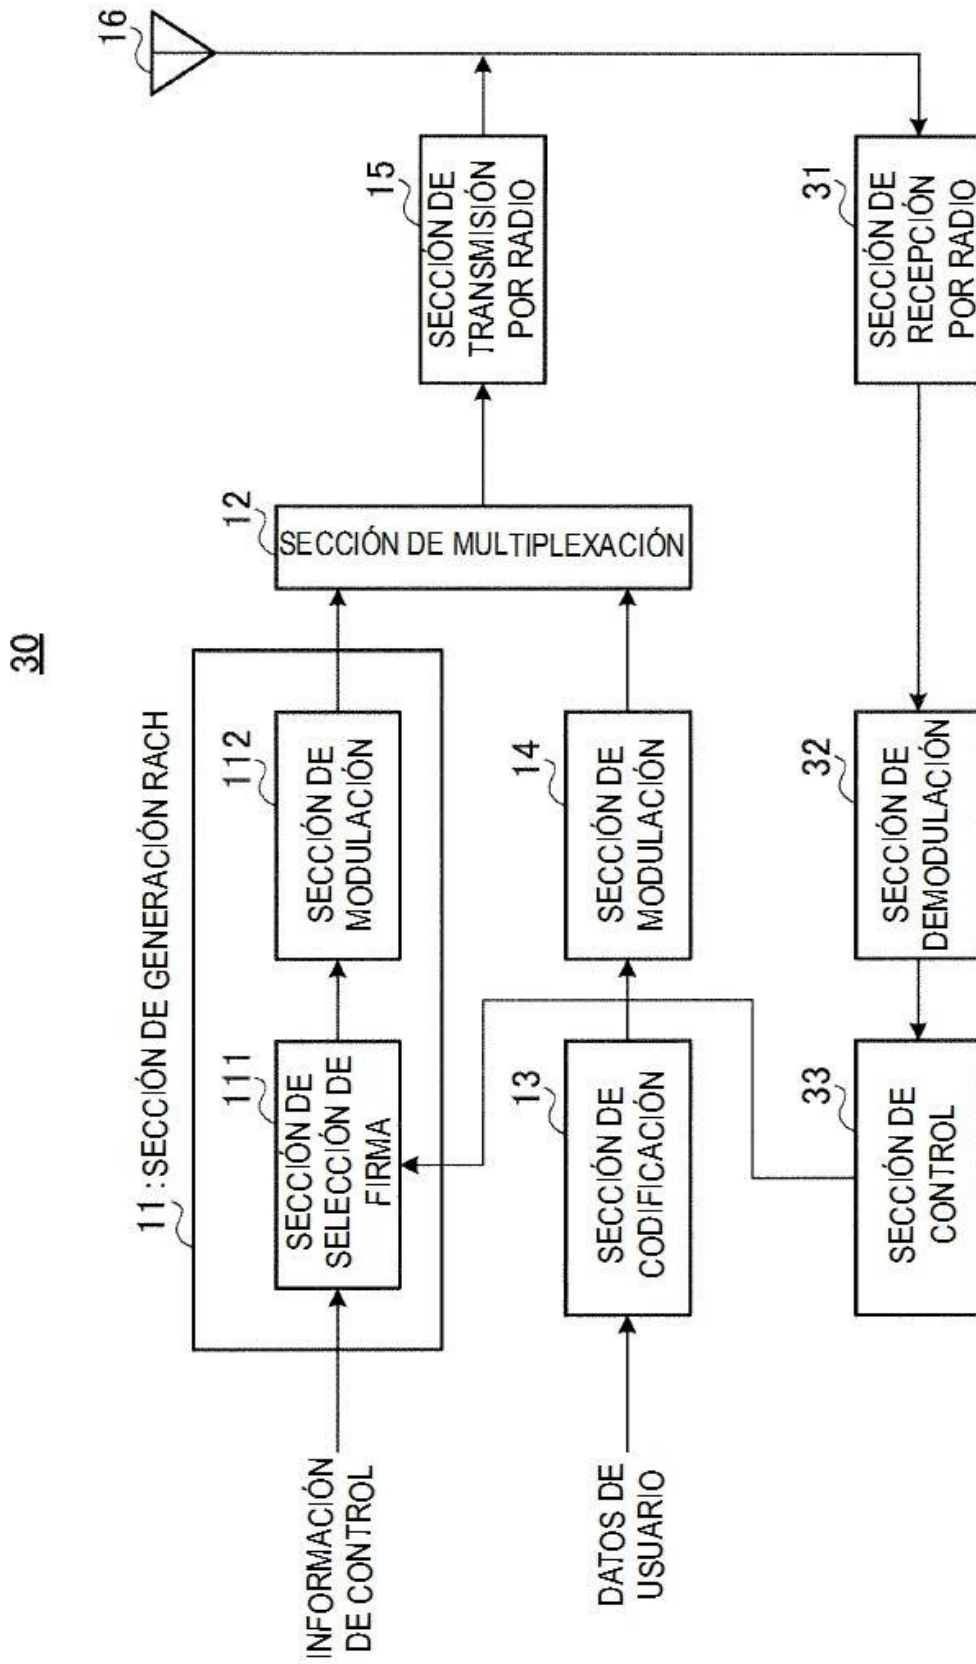 30
11 : SECCIÓN DE GENERACIÓN RACH
INFORMACIÓN
DE CONTROL
111
SECCIÓN DE
SELECCIÓN DE
FIRMA
112
SECCIÓN DE
MODULACIÓN
12
SECCIÓN DE MULTIPLEXACIÓN
15
SECCIÓN DE
TRANSMISIÓN
POR RADIO
16
DATOS DE
USUARIO
13
SECCIÓN DE
CODIFICACIÓN
14
SECCIÓN DE
MODULACIÓN
33
SECCIÓN DE
CONTROL
32
SECCIÓN DE
DEMODULACIÓN
31
SECCIÓN DE
RECEPCIÓN
POR RADIO